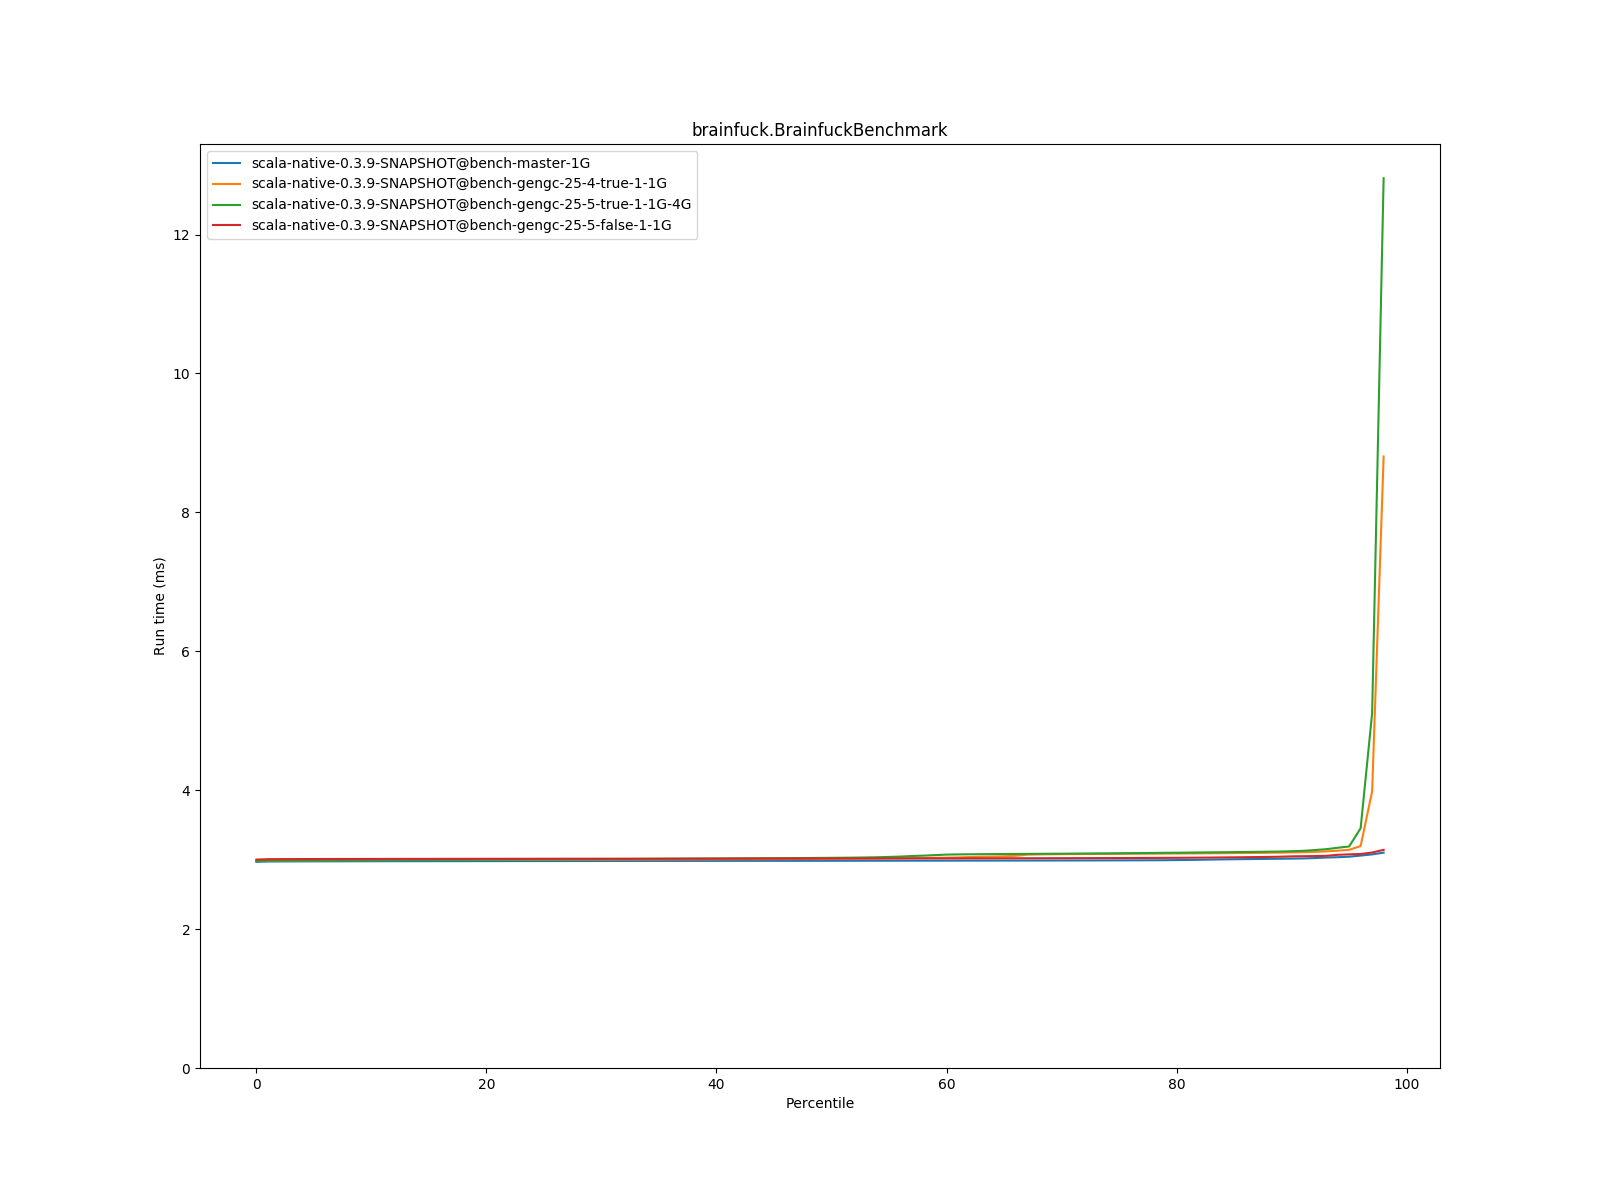 brainfuck.BrainfuckBenchmark
scala-native-0.3.9-SNAPSHOT@bench-master-1G
scala-native-0.3.9-SNAPSHOT@bench-gengc-25-4-true-1-1G
scala-native-0.3.9-SNAPSHOT@bench-gengc-25-5-true-1-1G-4G
scala-native-0.3.9-SNAPSHOT@bench-gengc-25-5-false-1-1G
12
10
8
6
4
2
0
Run time (ms)
0 20 40 60 80 100
Percentile